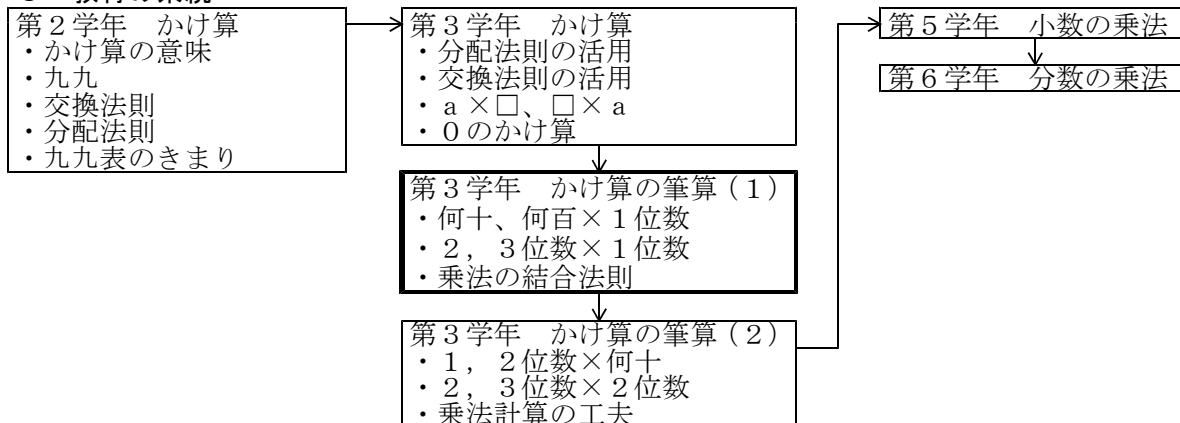 第２学年　かけ算
・かけ算の意味
・九九
・交換法則
・分配法則
・九九表のきまり
第３学年　かけ算
・分配法則の活用
・交換法則の活用
・ａ×□、□×ａ
・０のかけ算
第３学年　かけ算の筆算（１）
・何十、何百×１位数
・２，３位数×１位数
・乗法の結合法則
第３学年　かけ算の筆算（２）
・１，２位数×何十
・２，３位数×２位数
・乗法計算の工夫
第５学年　小数の乗法
第６学年　分数の乗法